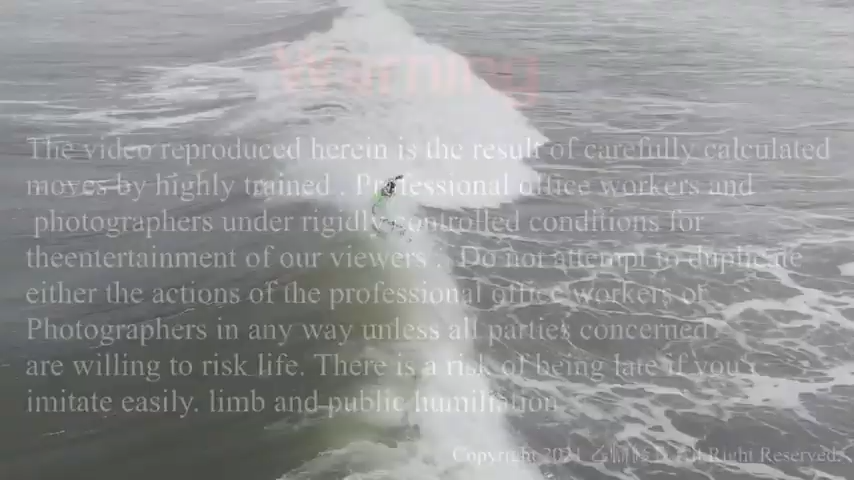 Warning
The video reproduced herein is the result of carefully calculated
moves by highly trained . Professional office workers and
photographers under rigidly controlled conditions for
theentertainment of our viewers . Do not attempt to duplicate
either the actions of the professional office workers or
Photographers in any way unless all parties concerned
are willing to risk life. There is a risk of being late if you
imitate easily. limb and public humiliation
Copyright 2021 All Right Reserved.